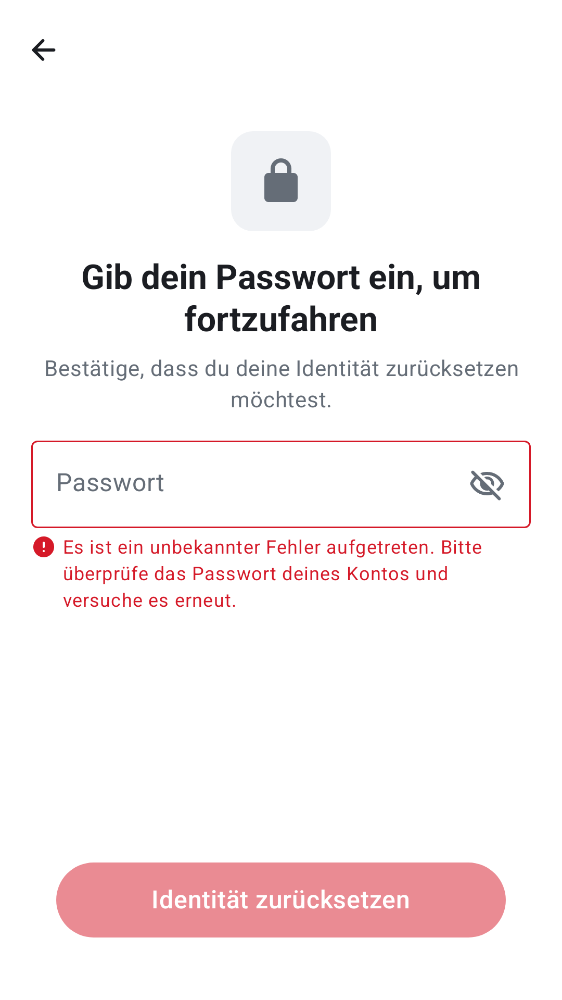 Gib dein Passwort ein, um
fortzufahren
Bestätige, dass du deine Identität zurücksetzen
möchtest.
Passwort
Es ist ein unbekannter Fehler aufgetreten. Bitte
überprüfe das Passwort deines Kontos und
versuche es erneut.
Identität zurücksetzen